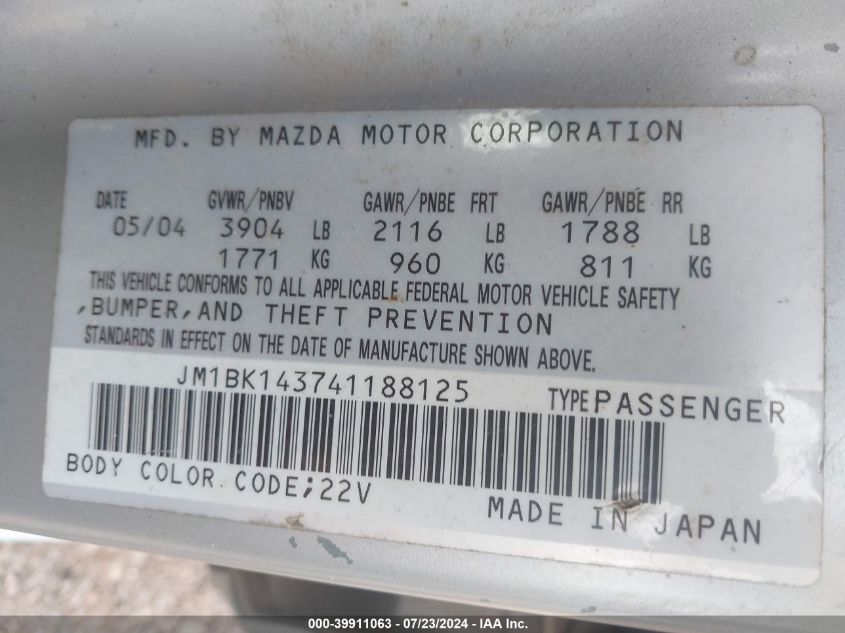 MFD. BY MAZDA MOTOR CORPORATION
DATE GVWR/PNBV GAWR/PNBE FRT GAWR/PNBE RR
05/04 3904 LB 2116 LB 1788 LB
1771 KG 960 KG 811 KG
THIS VEHICLE CONFORMS TO ALL APPLICABLE FEDERAL MOTOR VEHICLE SAFETY
,BUMPER,AND THEFT PREVENTION
STANDARDS IN EFFECT ON THE DATE OF MANUFACTURE SHOWN ABOVE.
JM1BK143741188125 TYPE PASSENGER
BODY COLOR CODE;22V
MADE IN JAPAN
000-39911063 - 07/23/2024 - IAA Inc.